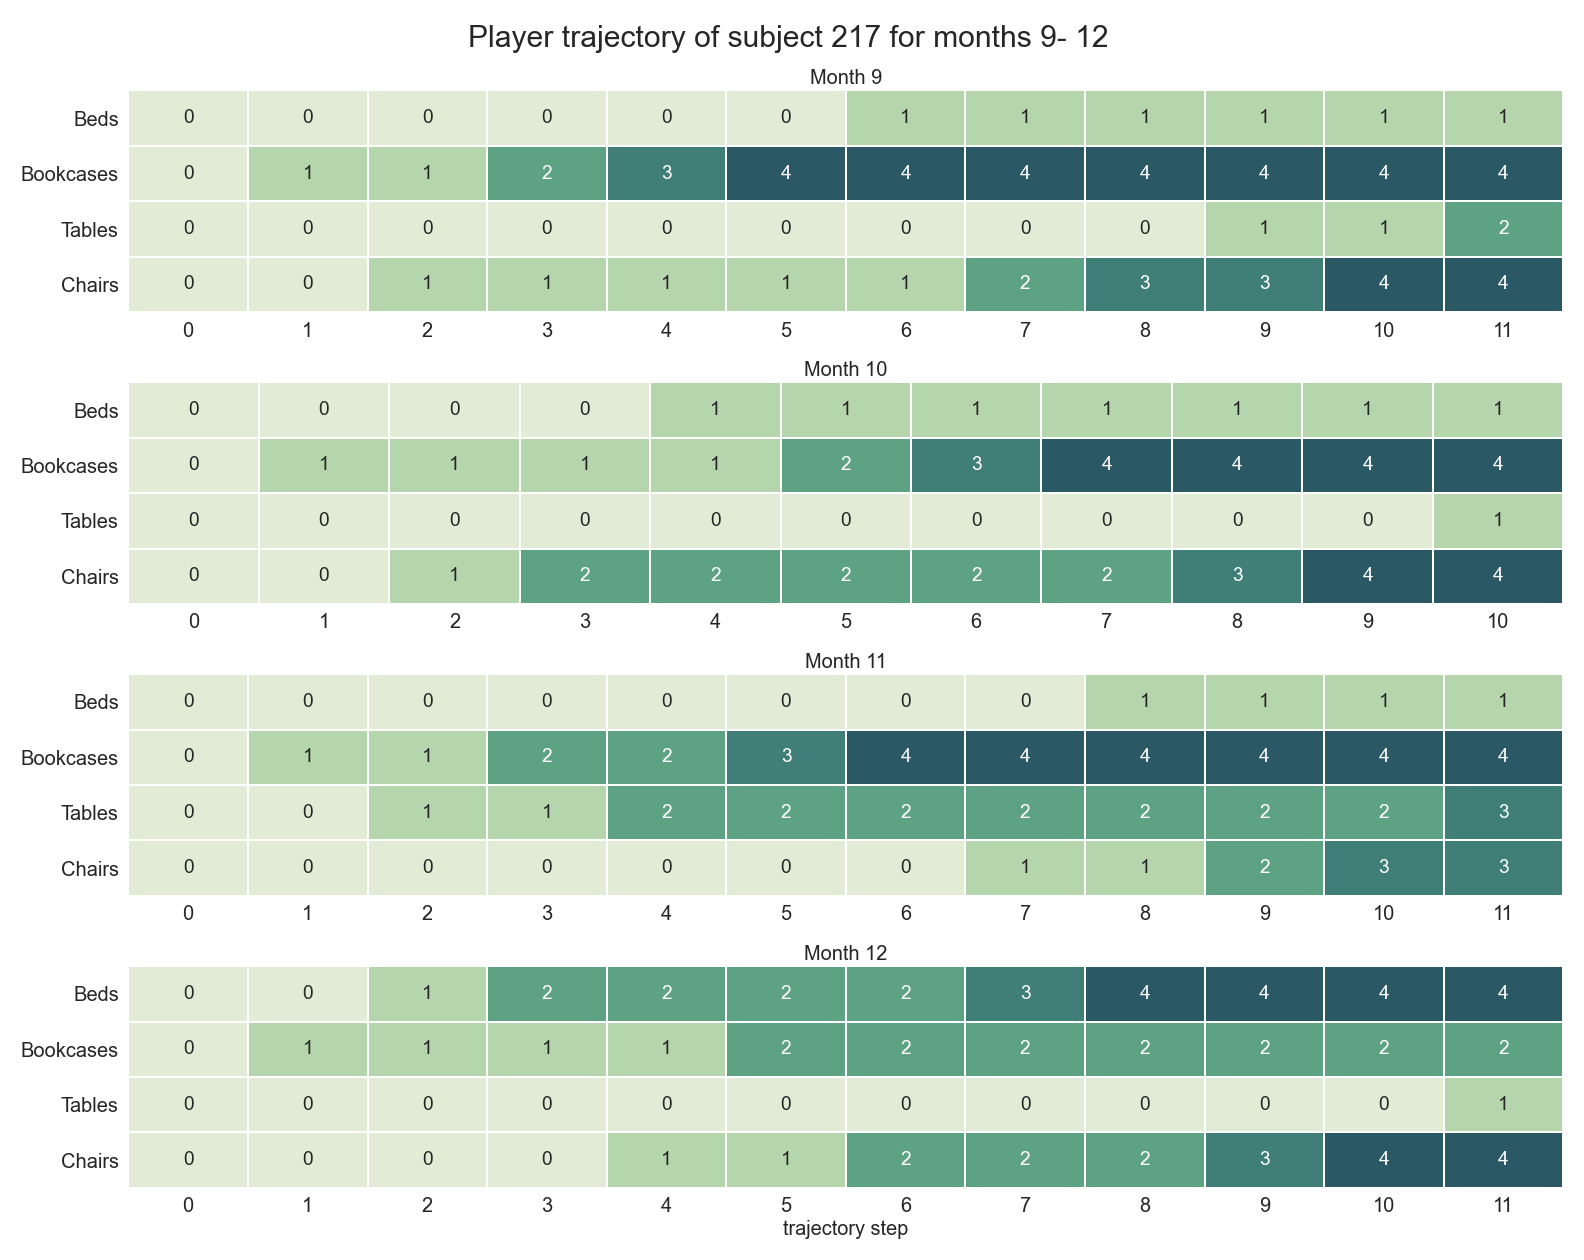 Player trajectory of subject 217 for months 9- 12
Month 9
Beds 0 0 0 0 0 0 1 1 1 1 1 1
Bookcases 0 1 1 2 3 4 4 4 4 4 4 4
Tables 0 0 0 0 0 0 0 0 0 1 1 2
Chairs 0 0 1 1 1 1 1 2 3 3 4 4
0 1 2 3 4 5 6 7 8 9 10 11
Month 10
Beds 0 0 0 0 1 1 1 1 1 1 1
Bookcases 0 1 1 1 1 2 3 4 4 4 4
Tables 0 0 0 0 0 0 0 0 0 0 1
Chairs 0 0 1 2 2 2 2 2 3 4 4
0 1 2 3 4 5 6 7 8 9 10
Month 11
Beds 0 0 0 0 0 0 0 0 1 1 1 1
Bookcases 0 1 1 2 2 3 4 4 4 4 4 4
Tables 0 0 1 1 2 2 2 2 2 2 2 3
Chairs 0 0 0 0 0 0 0 1 1 2 3 3
0 1 2 3 4 5 6 7 8 9 10 11
Month 12
Beds 0 0 1 2 2 2 2 3 4 4 4 4
Bookcases 0 1 1 1 1 2 2 2 2 2 2 2
Tables 0 0 0 0 0 0 0 0 0 0 0 1
Chairs 0 0 0 0 1 1 2 2 2 3 4 4
0 1 2 3 4 5 6 7 8 9 10 11
trajectory step